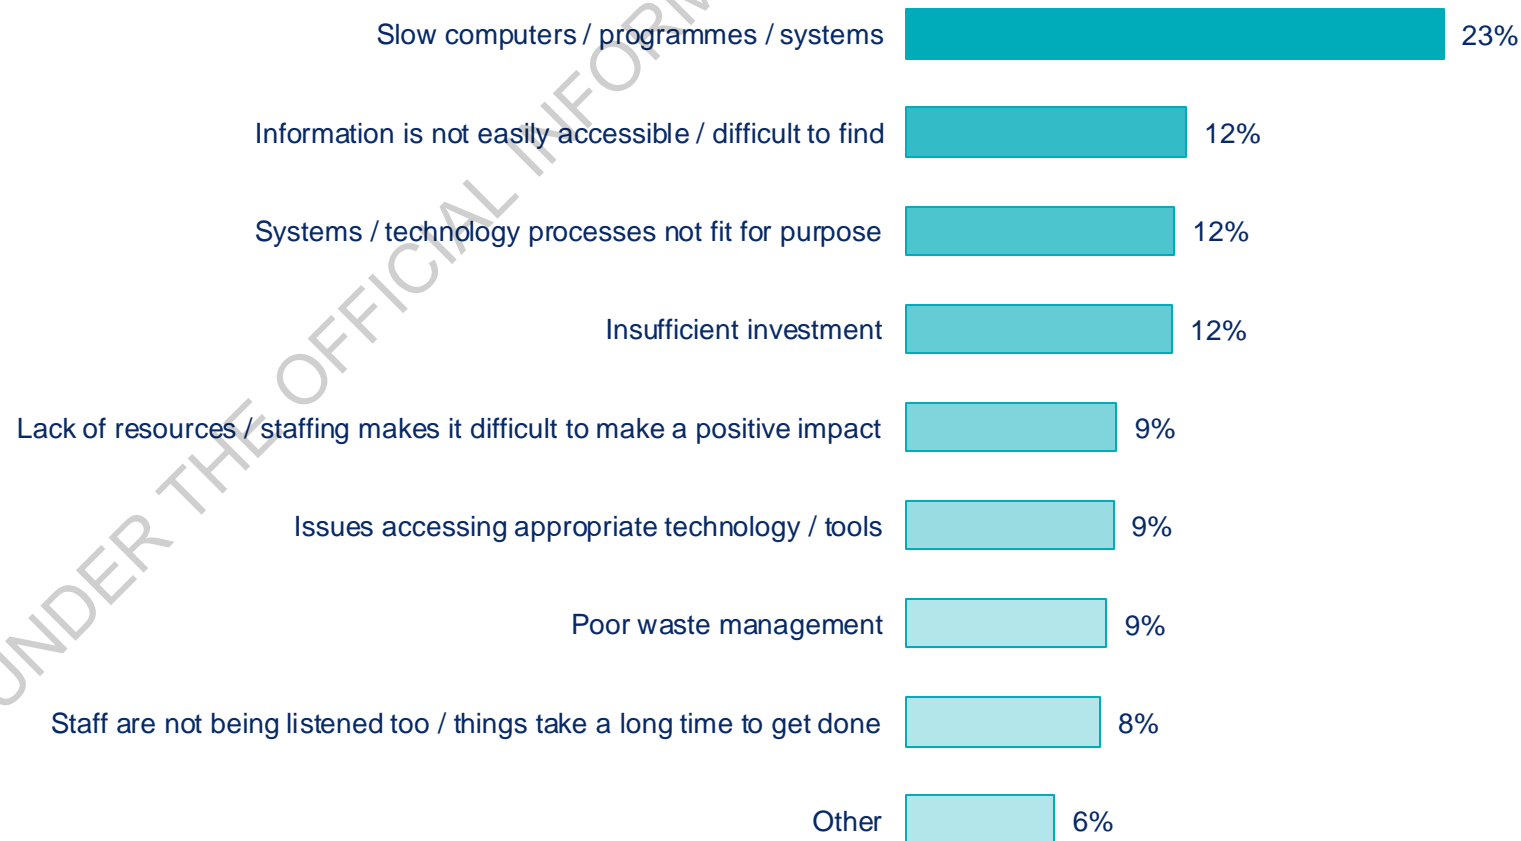 Slow computers / programmes / systems 23%
Information is not easily accessible / difficult to find 12%
Systems / technology processes not fit for purpose 12%
Insufficient investment 12%
Lack of resources / staffing makes it difficult to make a positive impact 9%
Issues accessing appropriate technology / tools 9%
Poor waste management 9%
Staff are not being listened too / things take a long time to get done 8%
Other 6%
UNDER THE OFFICIAL